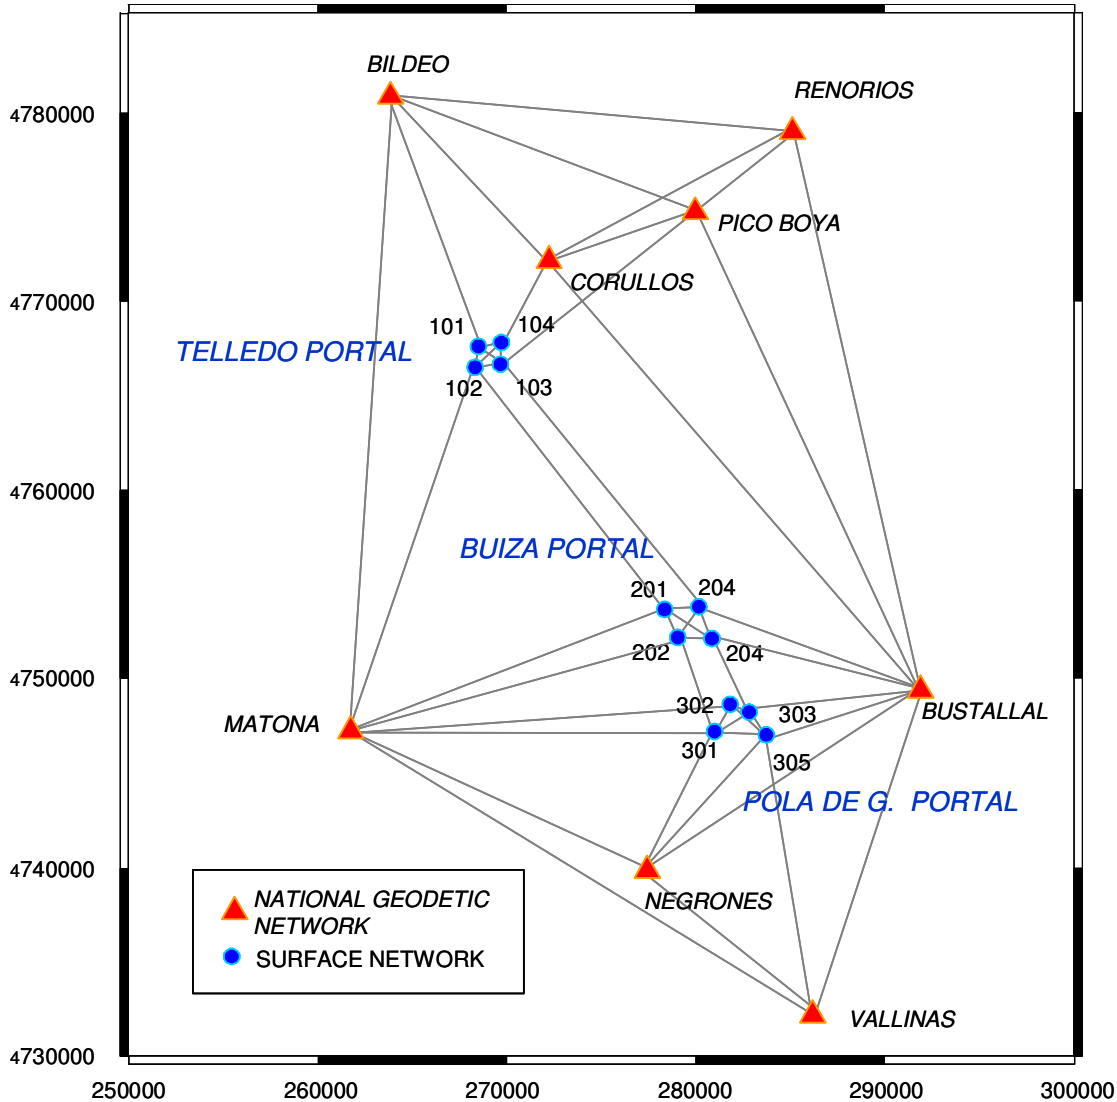 BILDEO
RENORIOS
4780000
PICO BOYA
CORULLOS
4770000
101
104
TELLEDO PORTAL
102
103
4760000
BUIZA PORTAL
201
204
202
204
4750000
302
303
MATONA
BUSTALLAL
301
305
POLA DE G. PORTAL
4740000
NATIONAL GEODETIC
NETWORK
NEGRONES
SURFACE NETWORK
VALLINAS
4730000
250000
260000
270000
280000
290000
300000